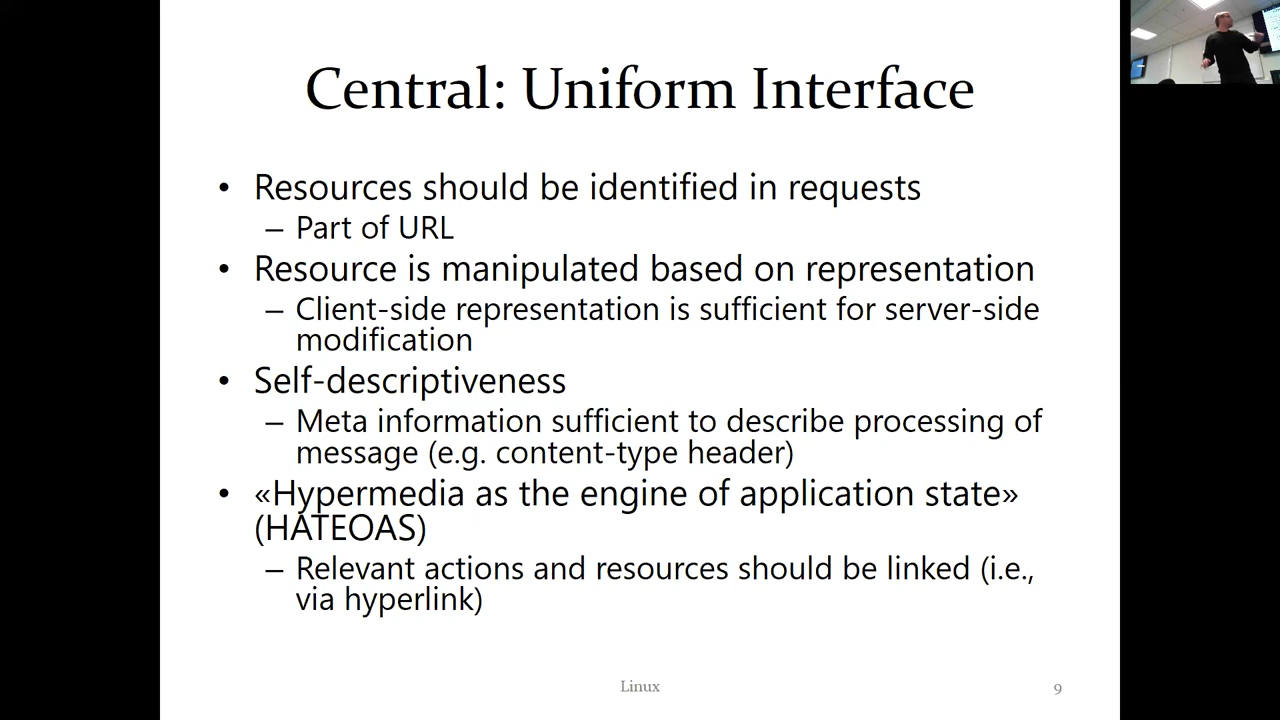 Central: Uniform Interface
• Resources should be identified in requests
– Part of URL
• Resource is manipulated based on representation
– Client-side representation is sufficient for server-side
modification
• Self-descriptiveness
– Meta information sufficient to describe processing of
message (e.g. content-type header)
• «Hypermedia as the engine of application state»
(HATEOAS)
– Relevant actions and resources should be linked (i.e.,
via hyperlink)
Linux
9